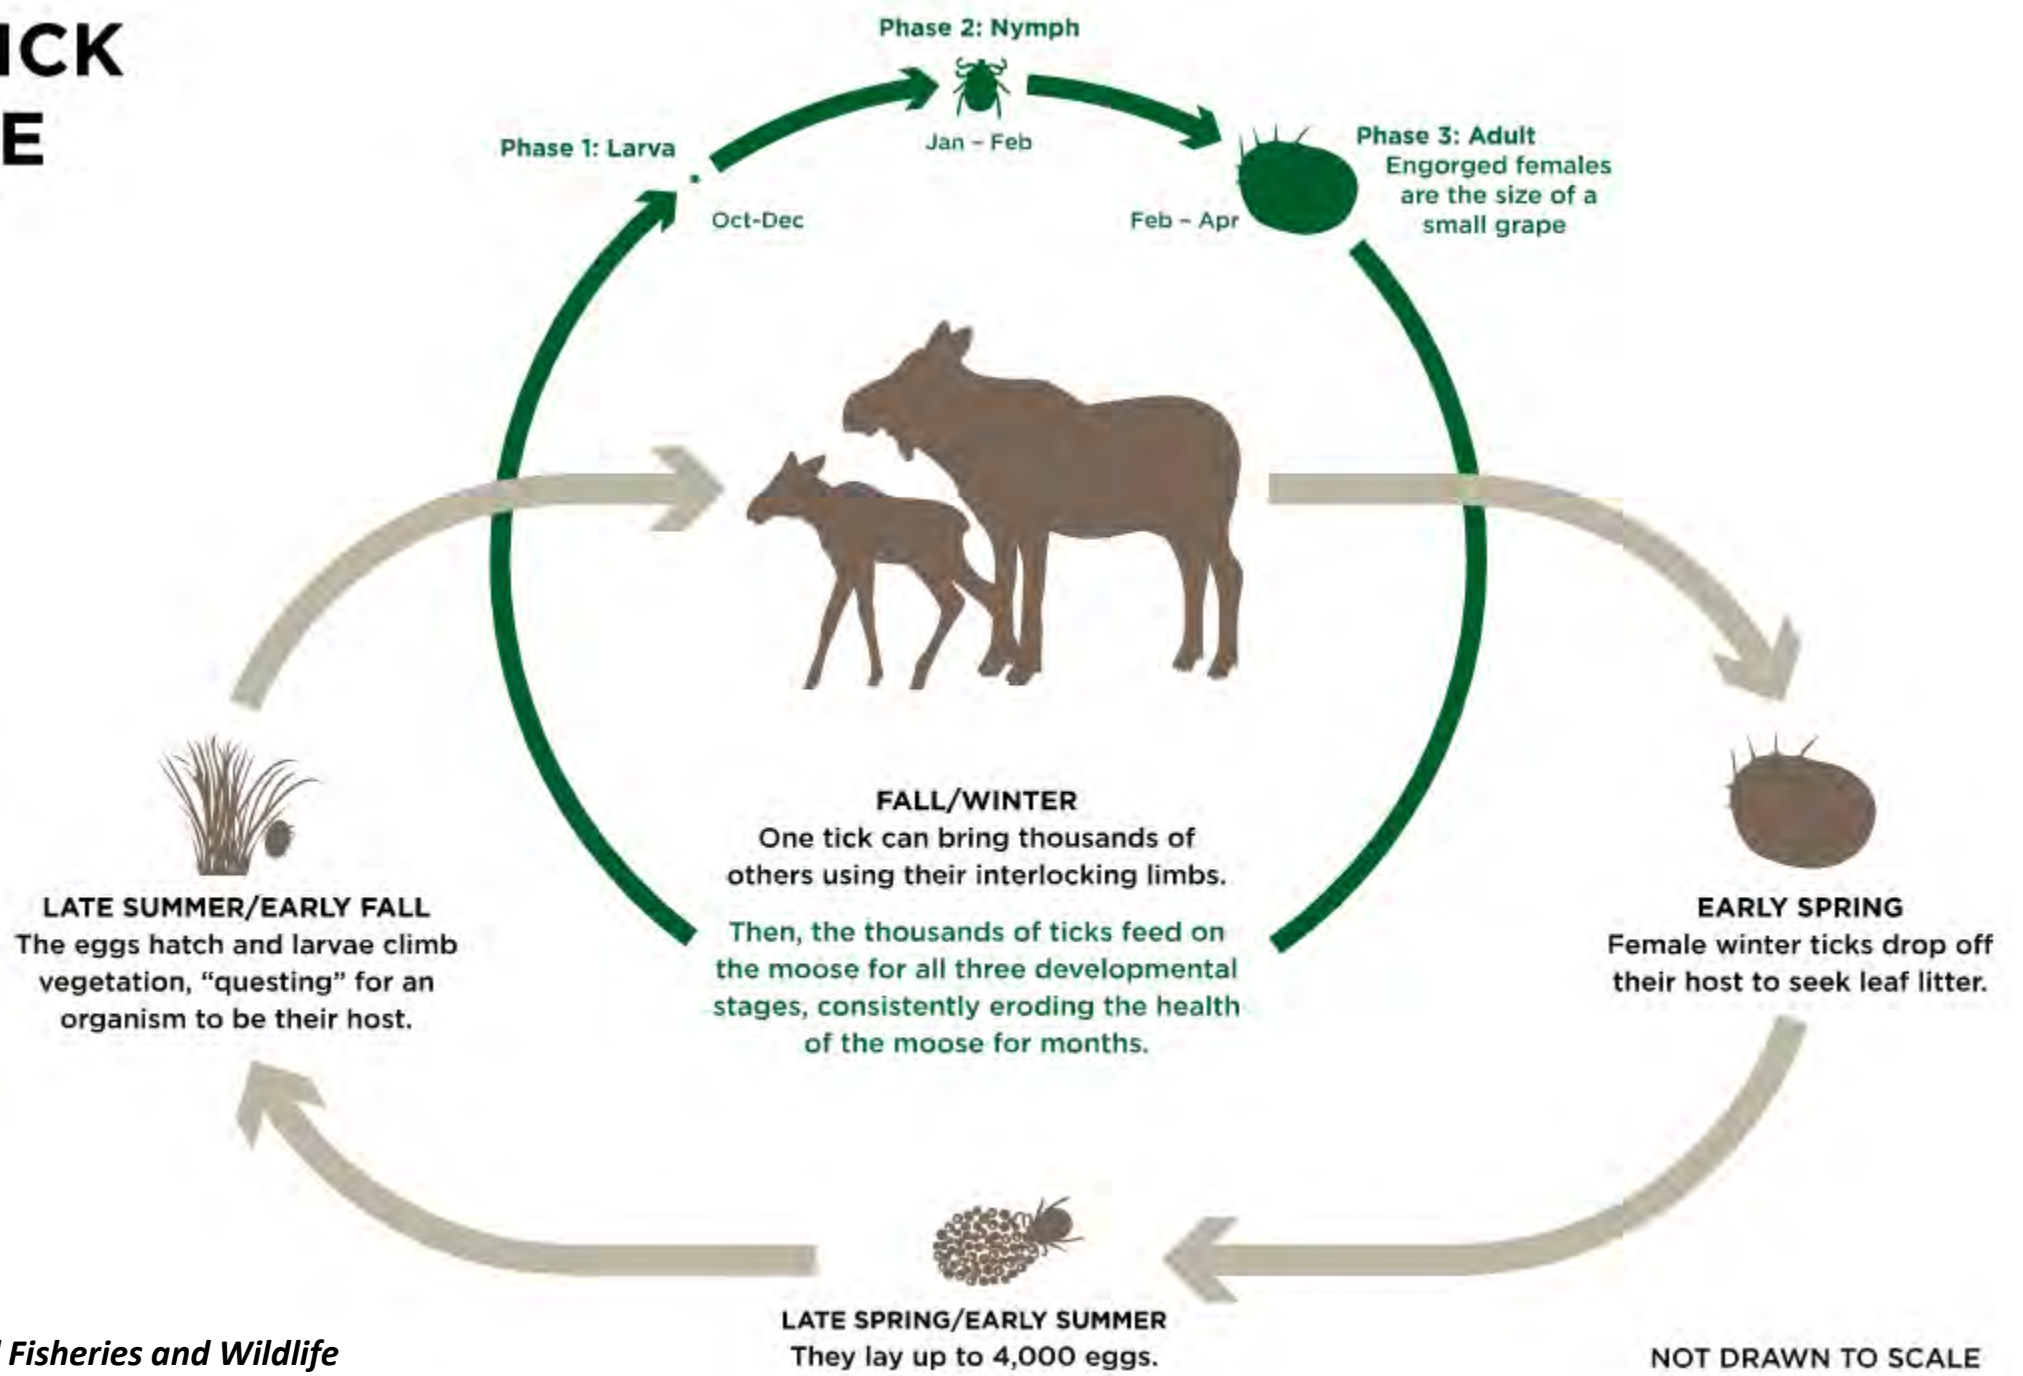 ICK
E
Phase 2: Nymph
Jan – Feb
Phase 1: Larva
Oct-Dec
Phase 3: Adult
Engorged females
are the size of a
small grape
Feb – Apr
FALL/WINTER
One tick can bring thousands of
others using their interlocking limbs.
Then, the thousands of ticks feed on
the moose for all three developmental
stages, consistently eroding the health
of the moose for months.
LATE SUMMER/EARLY FALL
The eggs hatch and larvae climb
vegetation, “questing” for an
organism to be their host.
EARLY SPRING
Female winter ticks drop off
their host to seek leaf litter.
LATE SPRING/EARLY SUMMER
They lay up to 4,000 eggs.
Fisheries and Wildlife
NOT DRAWN TO SCALE